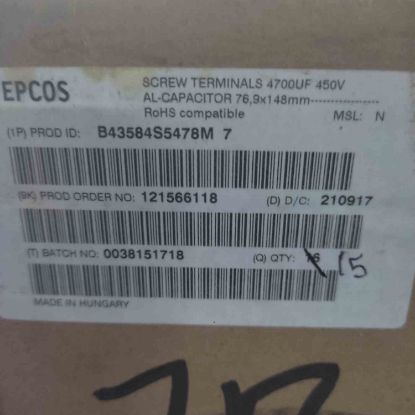 EPCOS
SCREW TERMINALS 4700UF 450V
AL-CAPACITOR 76,9x148mm----------------
RoHS compatible MSL: N
(1P) PROD ID: B43584S5478M 7
(9K) PROD ORDER NO: 121566118 (D) D/C: 210917
(T) BATCH NO: 0038151718 (Q) QTY: 15
MADE IN HUNGARY